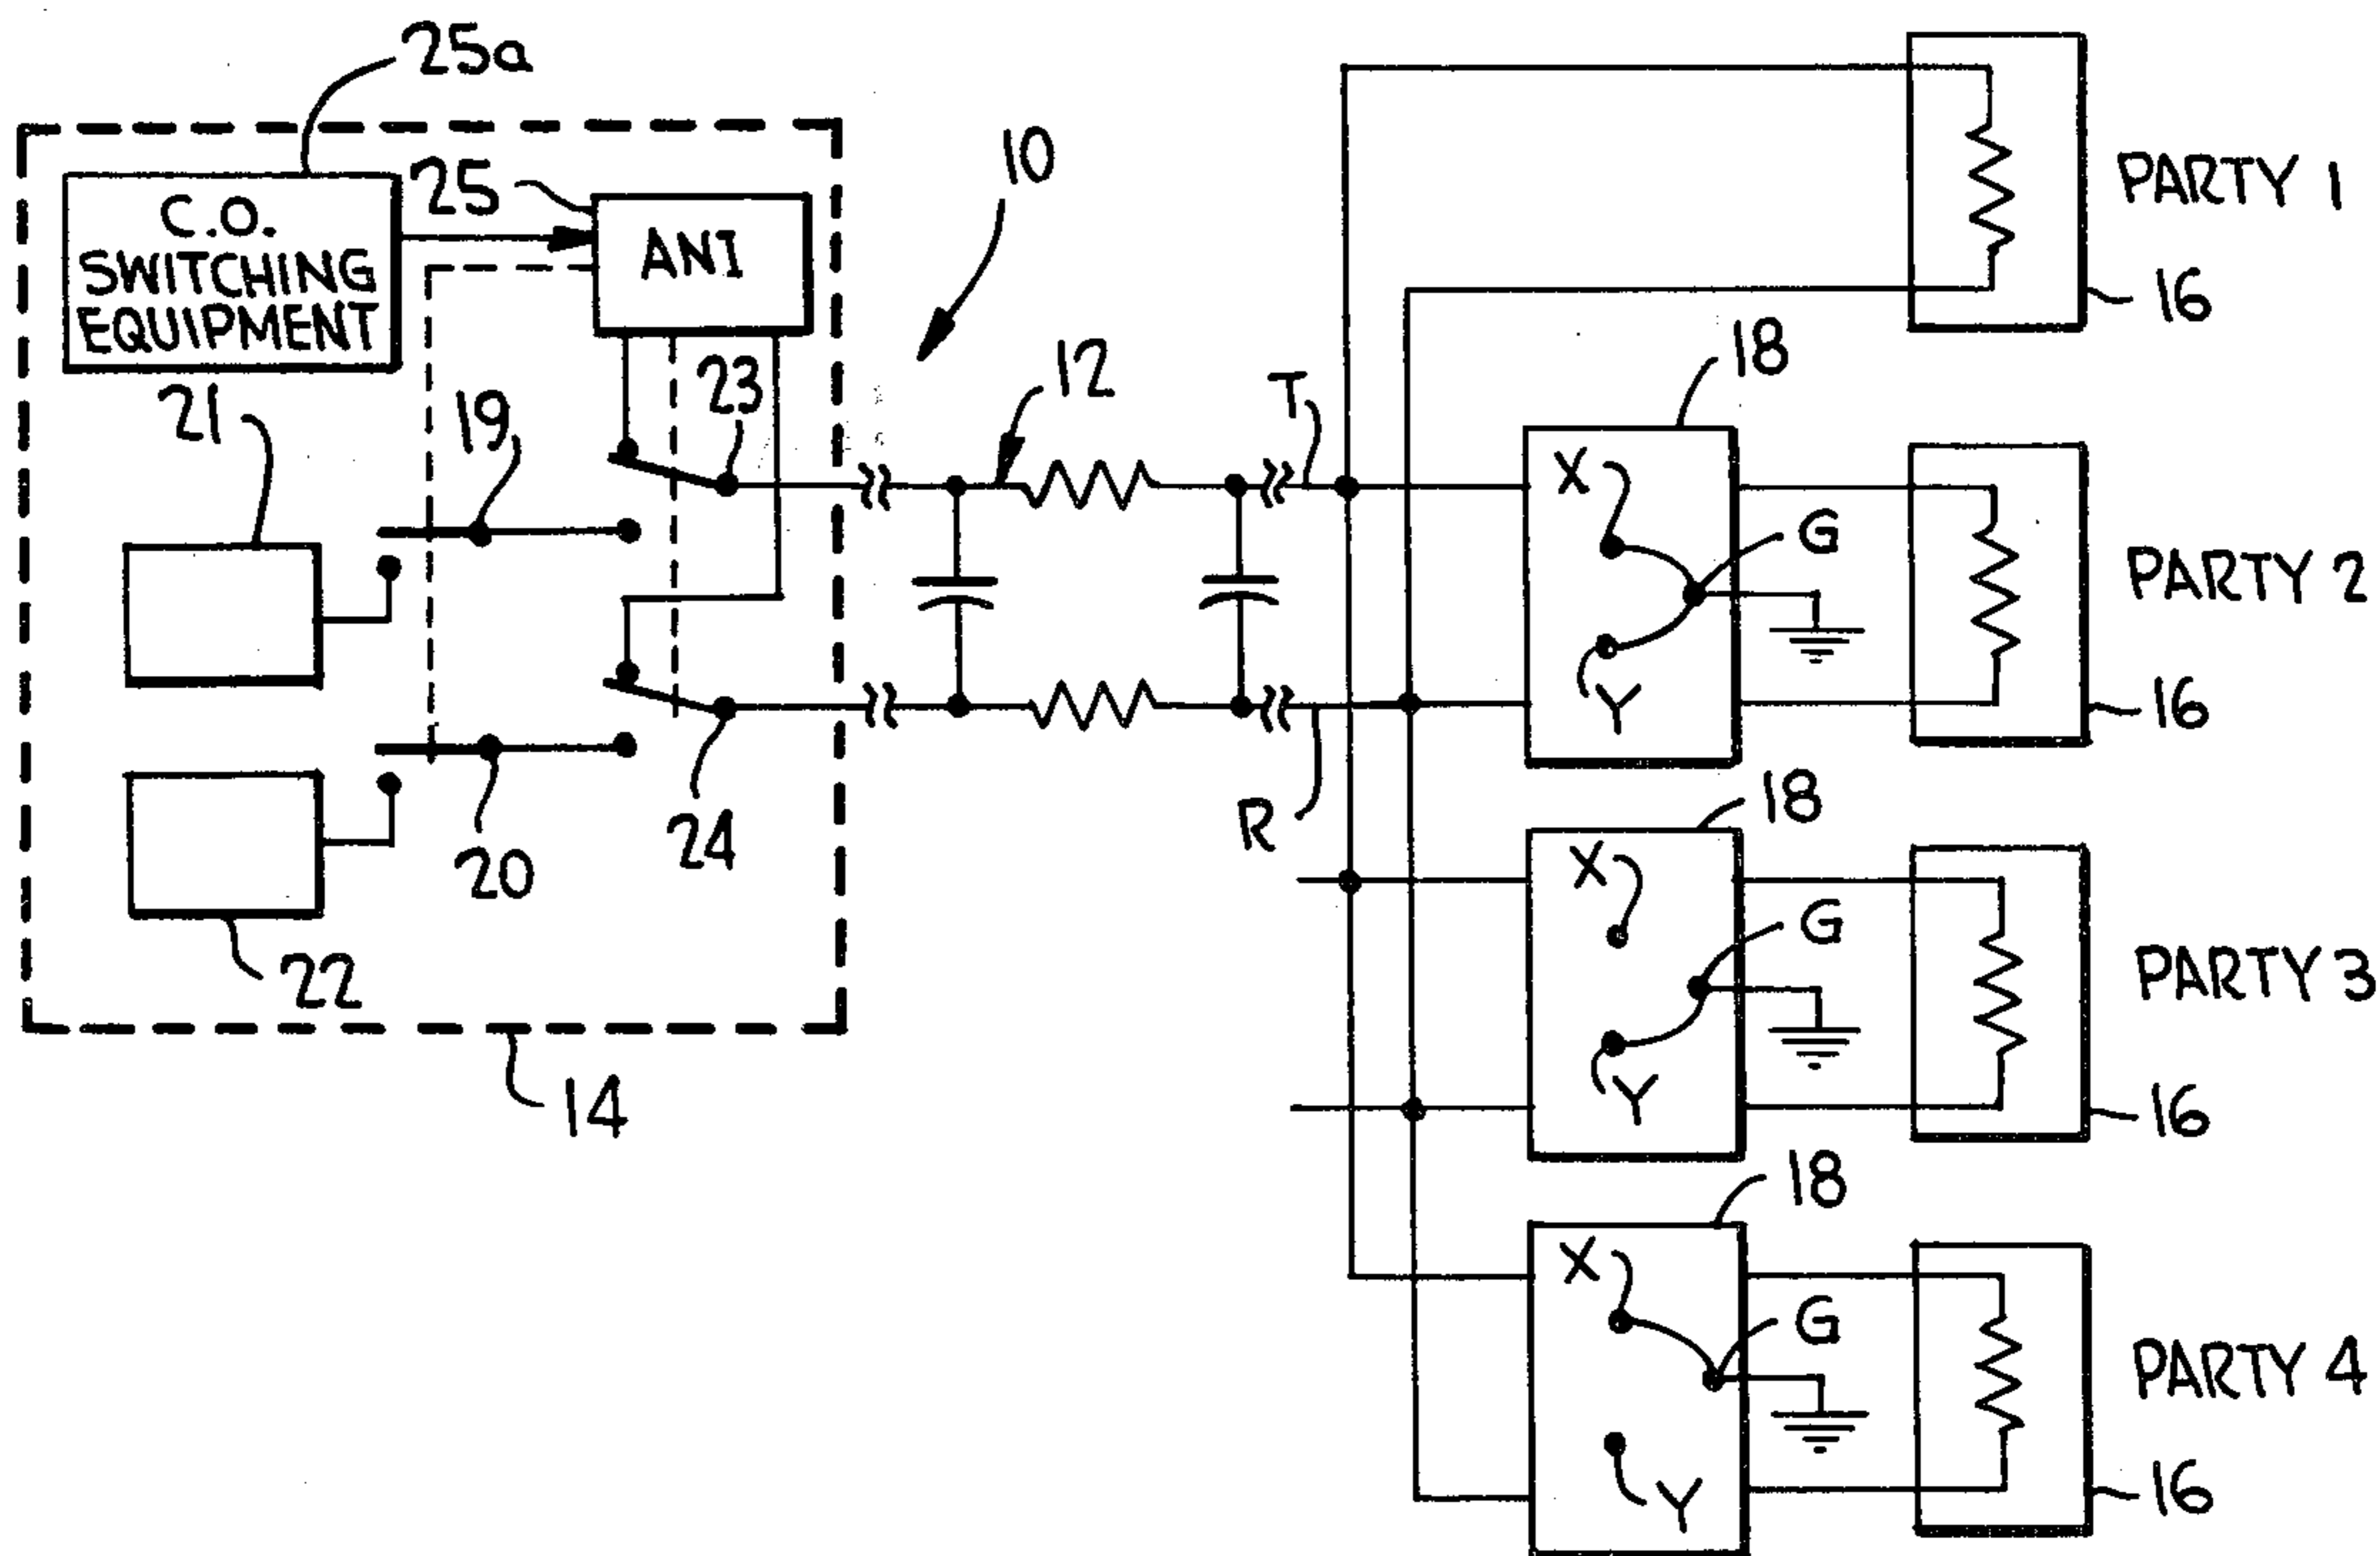 25a
C.O.
SWITCHING
EQUIPMENT
25
ANI
10
21
19
23
12
T
20
24
R
22
14
PARTY 1
16
18
X
G
Y
PARTY 2
16
18
X
G
Y
PARTY 3
16
18
X
G
Y
PARTY 4
16